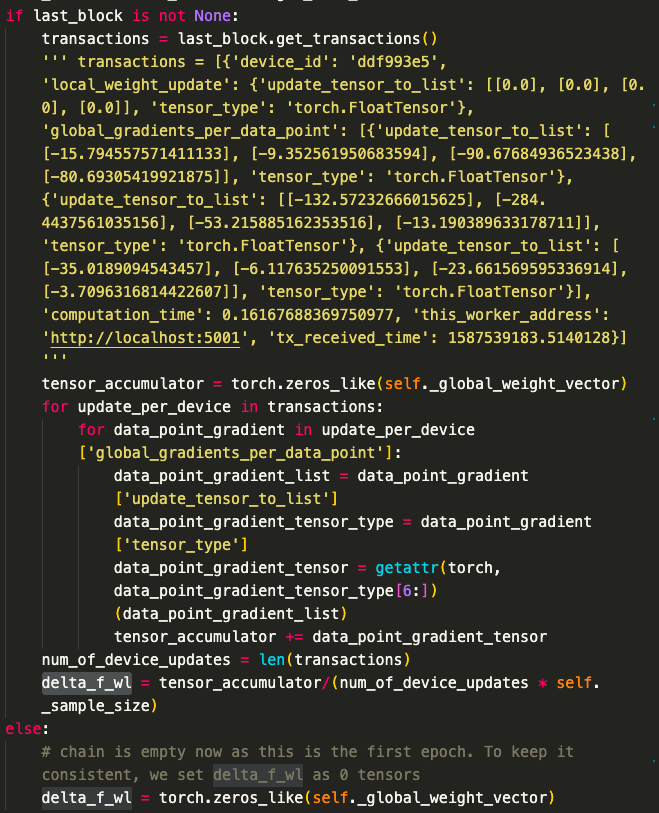 if last_block is not None:
transactions = last_block.get_transactions()
''' transactions = [{'device_id': 'ddf993e5',
'local_weight_update': {'update_tensor_to_list': [[0.0], [0.0], [0.
0], [0.0]], 'tensor_type': 'torch.FloatTensor'},
'global_gradients_per_data_point': [{'update_tensor_to_list': [
[-15.794557571411133], [-9.352561950683594], [-90.67684936523438],
[-80.69305419921875]], 'tensor_type': 'torch.FloatTensor'},
{'update_tensor_to_list': [[-132.57232666015625], [-284.
4437561035156], [-53.215885162353516], [-13.190389633178711]],
'tensor_type': 'torch.FloatTensor'}, {'update_tensor_to_list': [
[-35.0189094543457], [-6.117635250091553], [-23.661569595336914],
[-3.7096316814422607]], 'tensor_type': 'torch.FloatTensor'}],
'computation_time': 0.16167688369750977, 'this_worker_address':
'http://localhost:5001', 'tx_received_time': 1587539183.5140128}]
'''
tensor_accumulator = torch.zeros_like(self._global_weight_vector)
for update_per_device in transactions:
for data_point_gradient in update_per_device
['global_gradients_per_data_point']:
data_point_gradient_list = data_point_gradient
['update_tensor_to_list']
data_point_gradient_tensor_type = data_point_gradient
['tensor_type']
data_point_gradient_tensor = getattr(torch,
data_point_gradient_tensor_type[6:])
(data_point_gradient_list)
tensor_accumulator += data_point_gradient_tensor
num_of_device_updates = len(transactions)
delta_f_wl = tensor_accumulator/(num_of_device_updates * self.
_sample_size)
else:
# chain is empty now as this is the first epoch. To keep it
consistent, we set delta_f_wl as 0 tensors
delta_f_wl = torch.zeros_like(self._global_weight_vector)